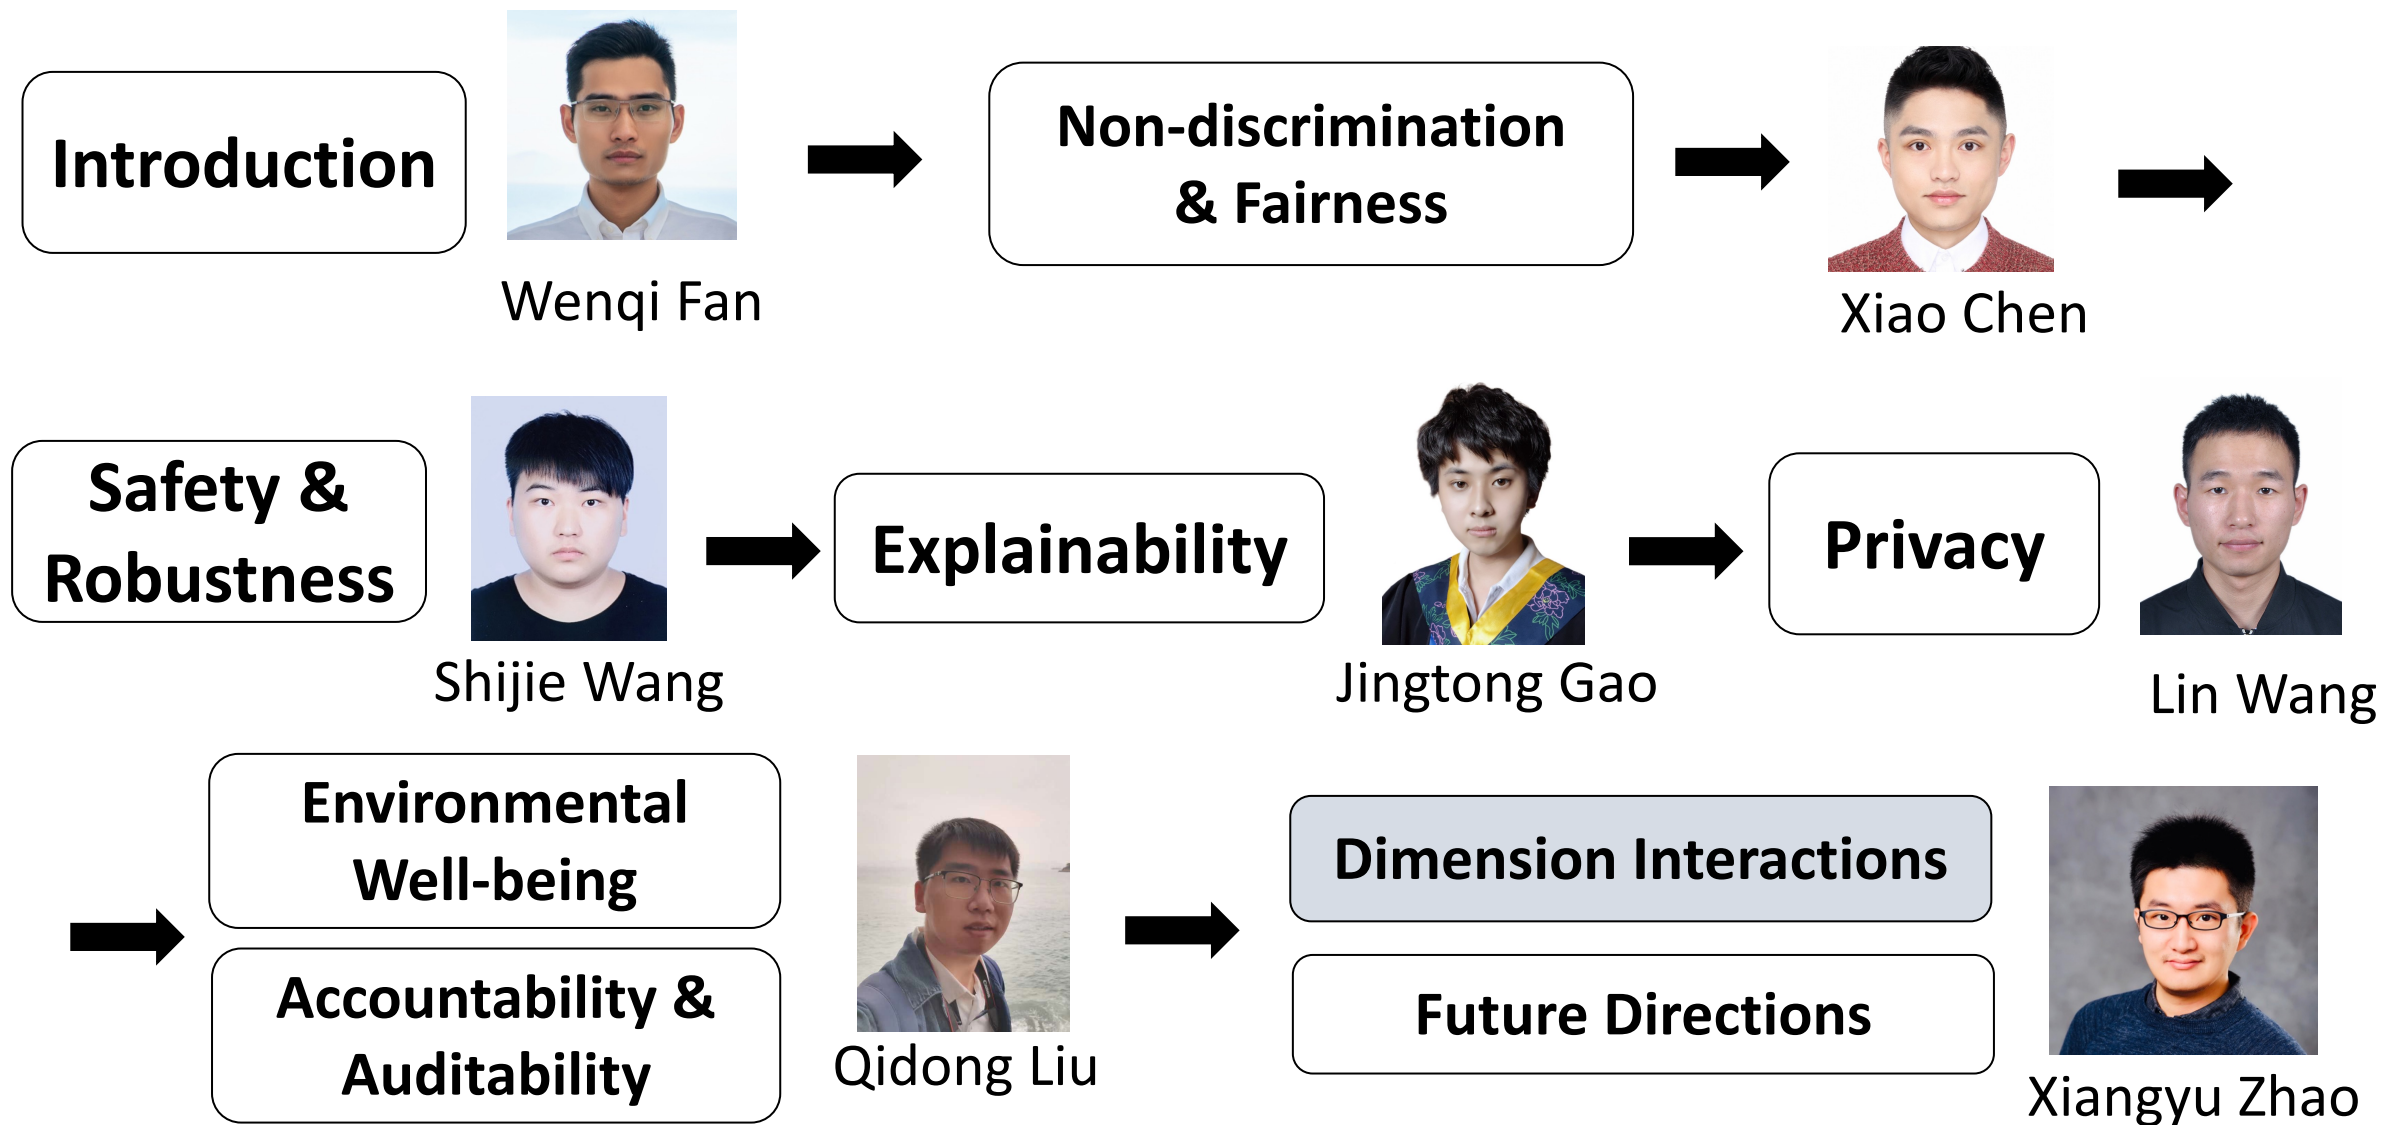 Introduction
Wenqi Fan
Non-discrimination
& Fairness
Xiao Chen
Safety &
Robustness
Shijie Wang
Explainability
Jingtong Gao
Privacy
Lin Wang
Environmental
Well-being
Accountability &
Auditability
Qidong Liu
Dimension Interactions
Future Directions
Xiangyu Zhao